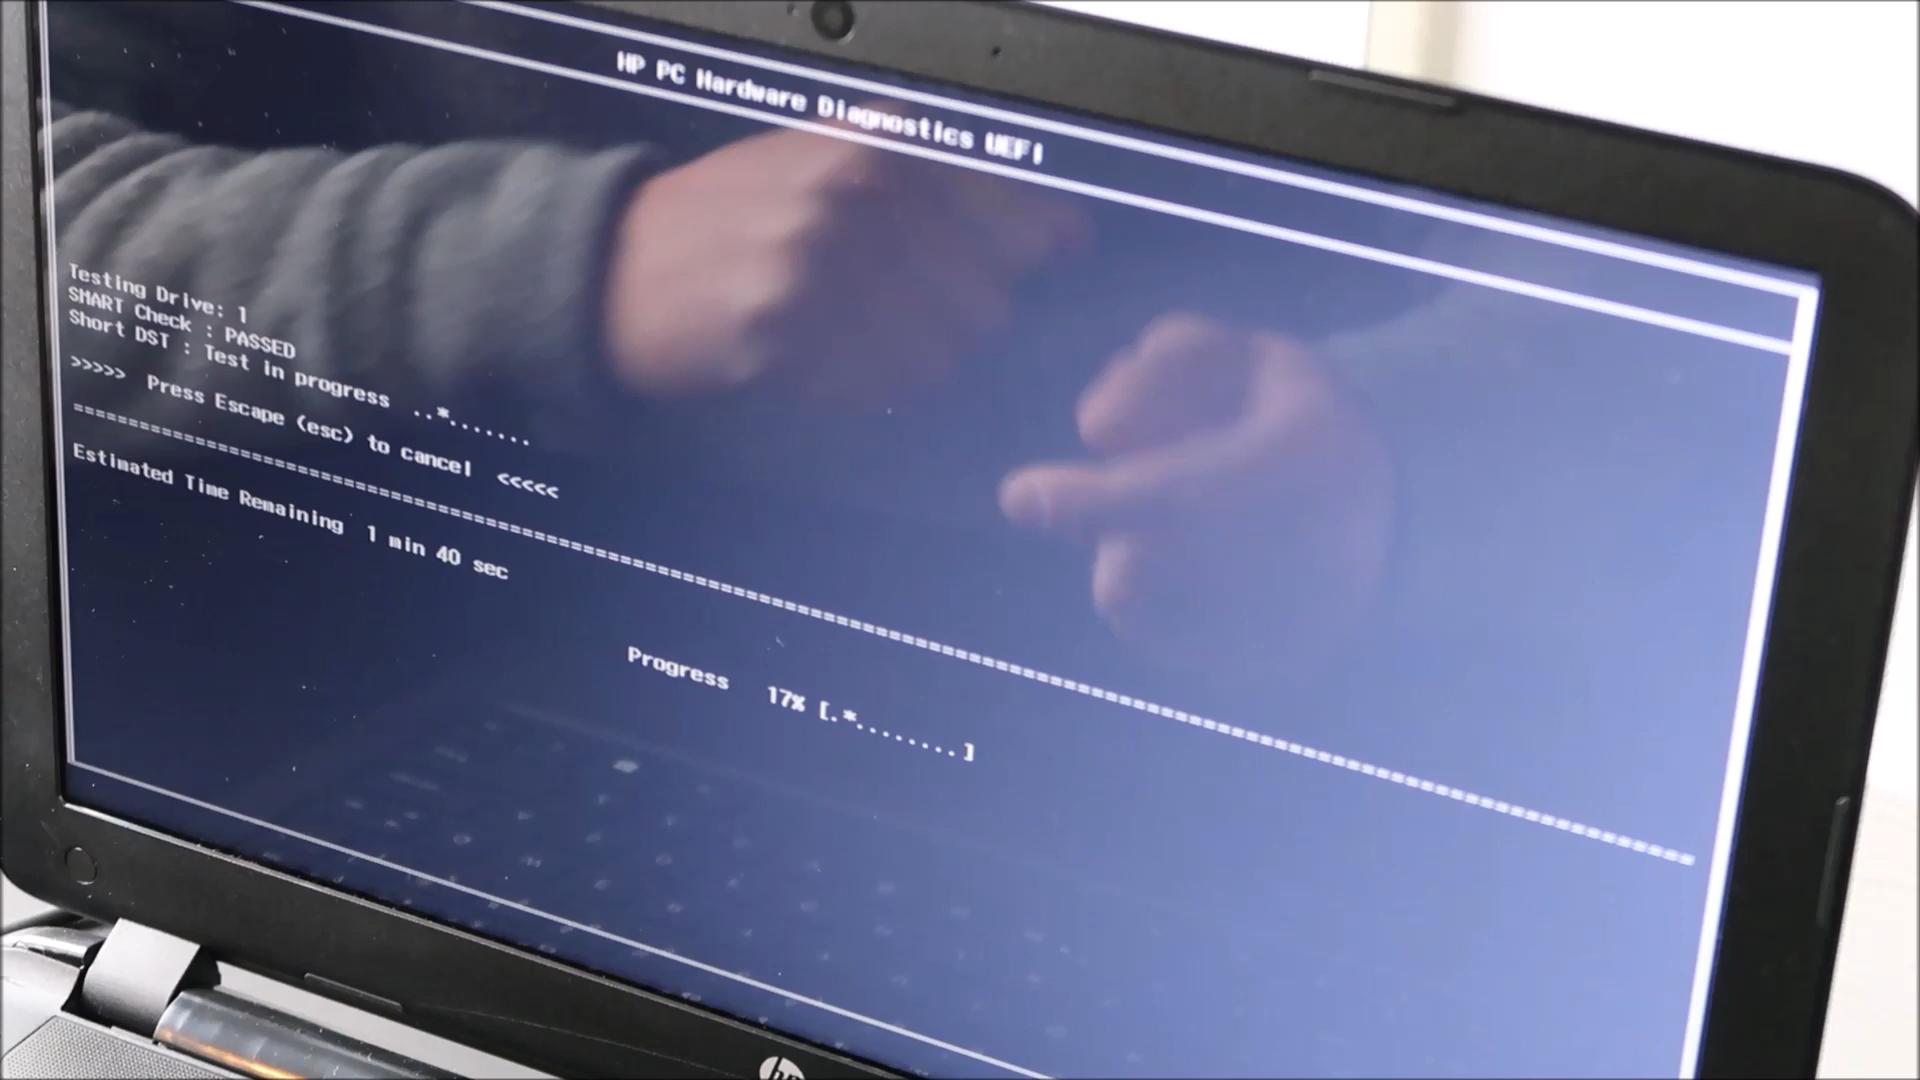 HP PC Hardware Diagnostics UEFI
Testing Drive: 1
SMART Check : PASSED
Short DST : Test in progress ..*.......
>>>>> Press Escape (esc) to cancel <<<<<
Estimated Time Remaining 1 min 40 sec
Progress 17% [.*........]
hp